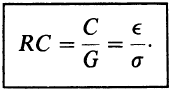 RC = C/G = ϵ/σ.